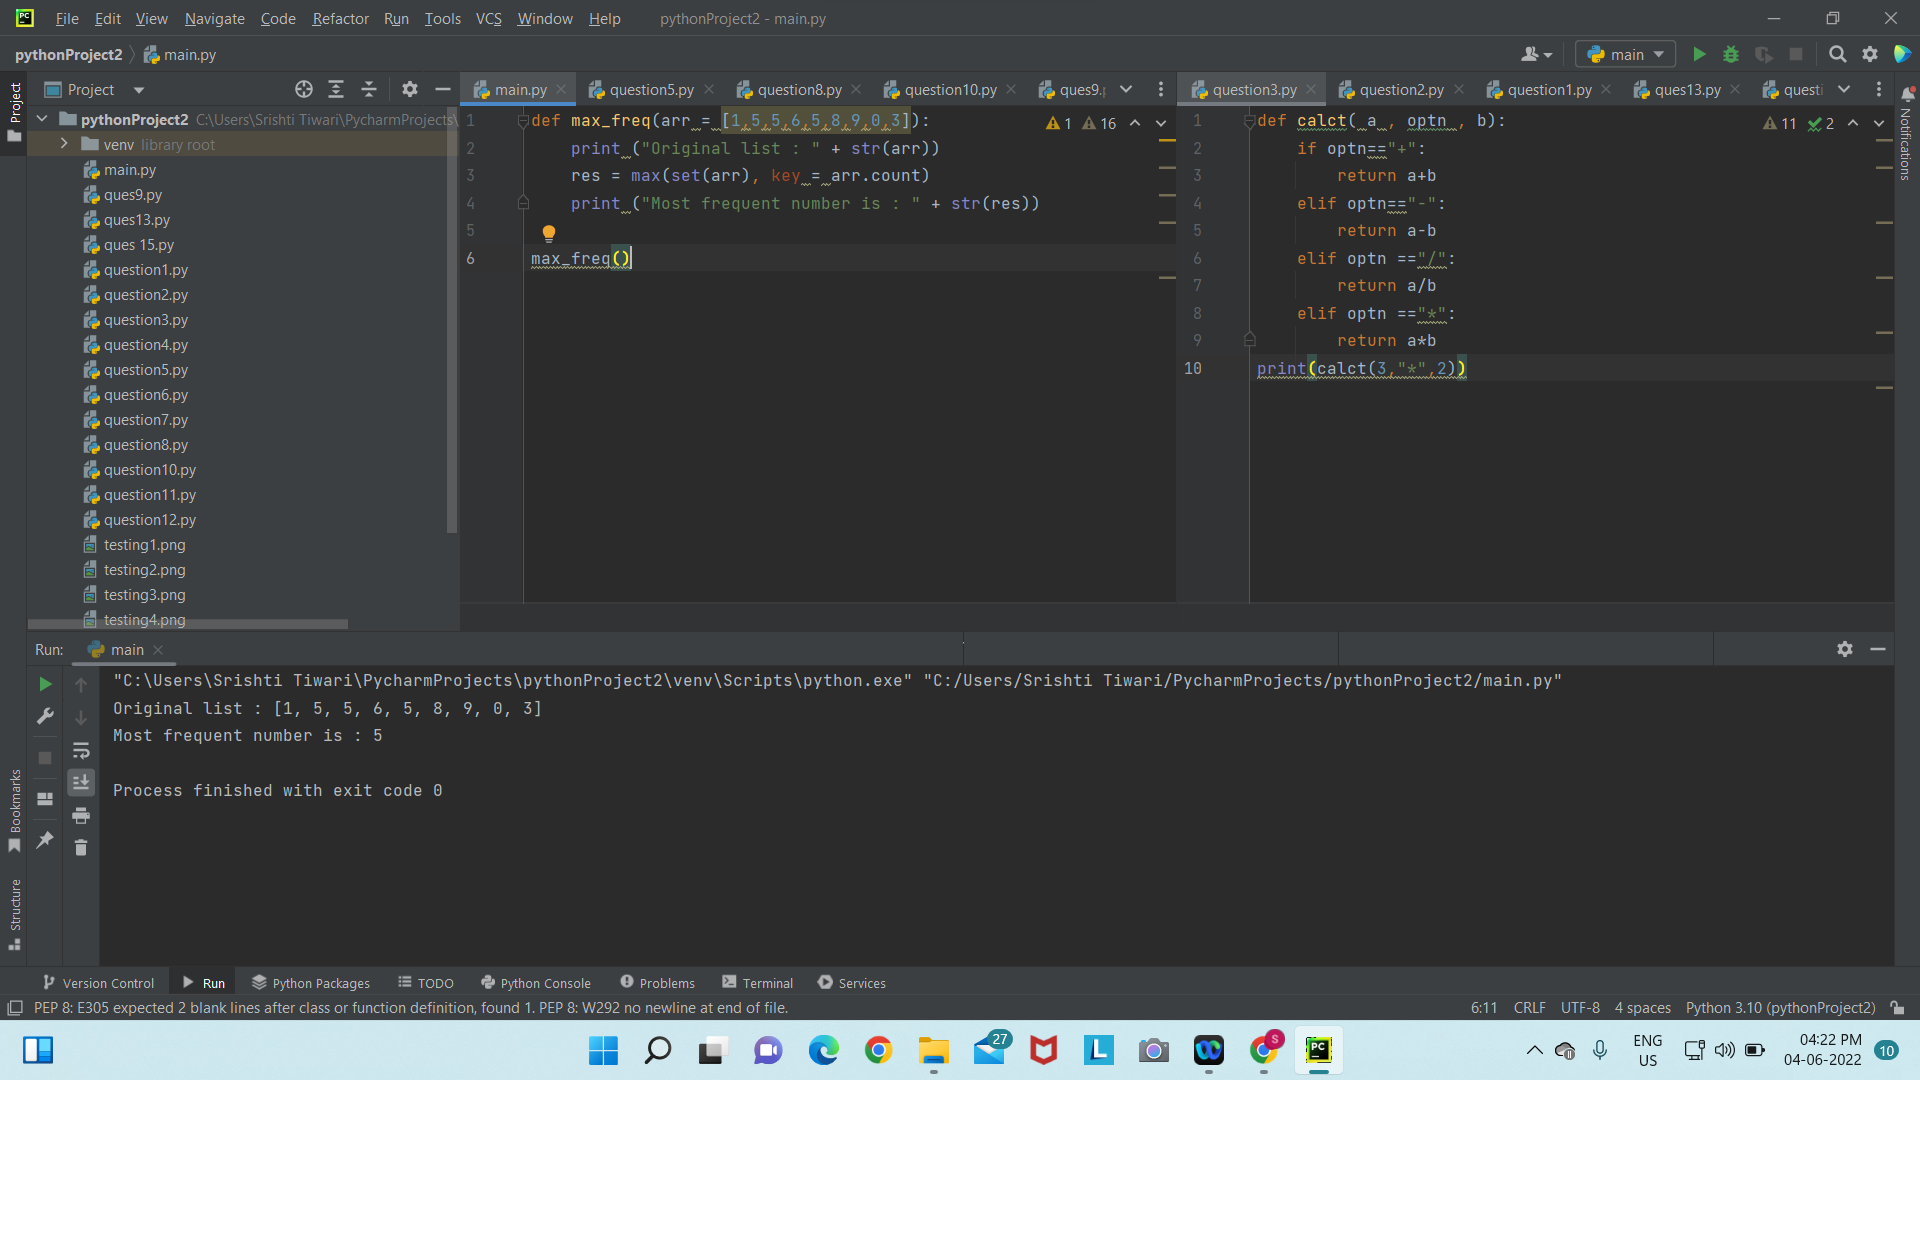 File Edit View Navigate Code Refactor Run Tools VCS Window Help pythonProject2 - main.py
pythonProject2 main.py main
Project
Project
main.py question5.py question8.py question10.py ques9.
question3.py question2.py question1.py ques13.py questi
Notifications
pythonProject2 C:\Users\Srishti Tiwari\PycharmProjects\
venv library root
main.py
ques9.py
ques13.py
ques 15.py
question1.py
question2.py
question3.py
question4.py
question5.py
question6.py
question7.py
question8.py
question10.py
question11.py
question12.py
testing1.png
testing2.png
testing3.png
testing4.png
1 def max_freq(arr = [1,5,5,6,5,8,9,0,3]): 1 16
2 print ("Original list : " + str(arr))
3 res = max(set(arr), key = arr.count)
4 print ("Most frequent number is : " + str(res))
5
6 max_freq()
1 def calct( a , optn , b): 11 2
2 if optn=="+":
3 return a+b
4 elif optn=="-":
5 return a-b
6 elif optn =="/":
7 return a/b
8 elif optn =="*":
9 return a*b
10 print(calct(3,"*",2))
Run: main
"C:\Users\Srishti Tiwari\PycharmProjects\pythonProject2\venv\Scripts\python.exe" "C:/Users/Srishti Tiwari/PycharmProjects/pythonProject2/main.py"
Original list : [1, 5, 5, 6, 5, 8, 9, 0, 3]
Most frequent number is : 5
Process finished with exit code 0
Bookmarks
Structure
Version Control Run Python Packages TODO Python Console Problems Terminal Services
PEP 8: E305 expected 2 blank lines after class or function definition, found 1. PEP 8: W292 no newline at end of file. 6:11 CRLF UTF-8 4 spaces Python 3.10 (pythonProject2)
27 L S PC
ENG
US
04:22 PM
04-06-2022
10